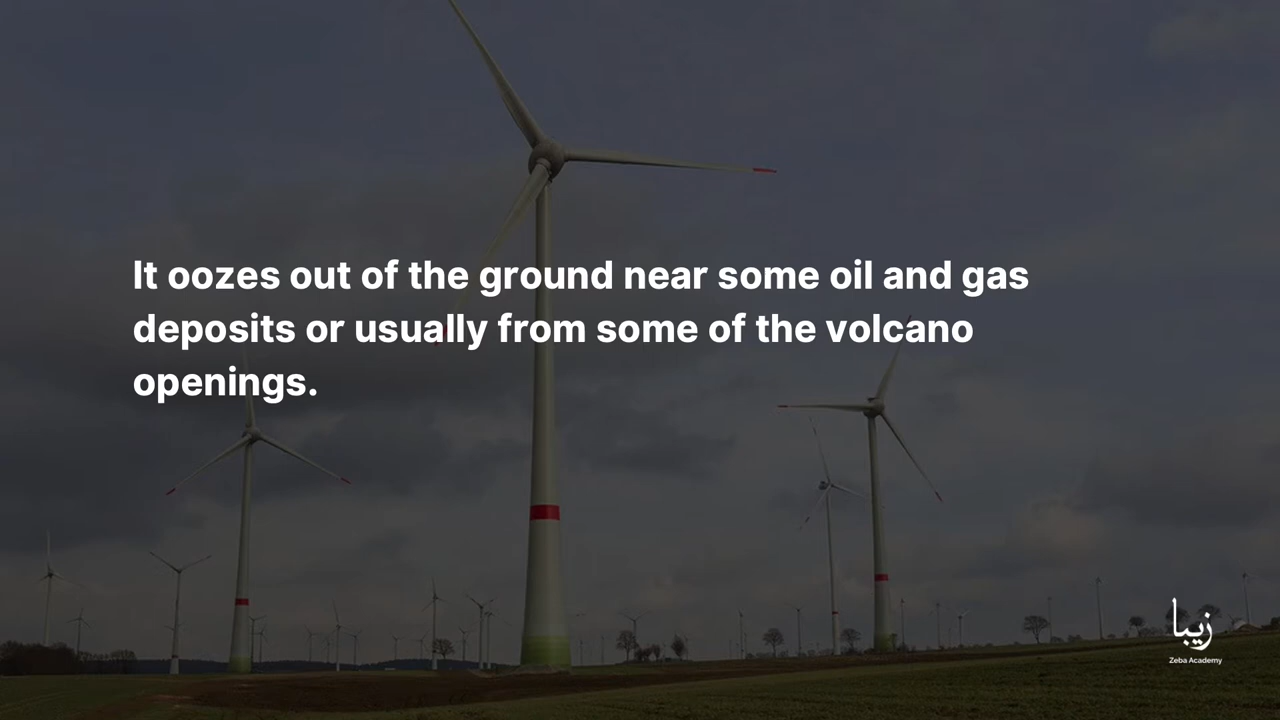 It oozes out of the ground near some oil and gas
deposits or usually from some of the volcano
openings.
زیبا
Zeba Academy